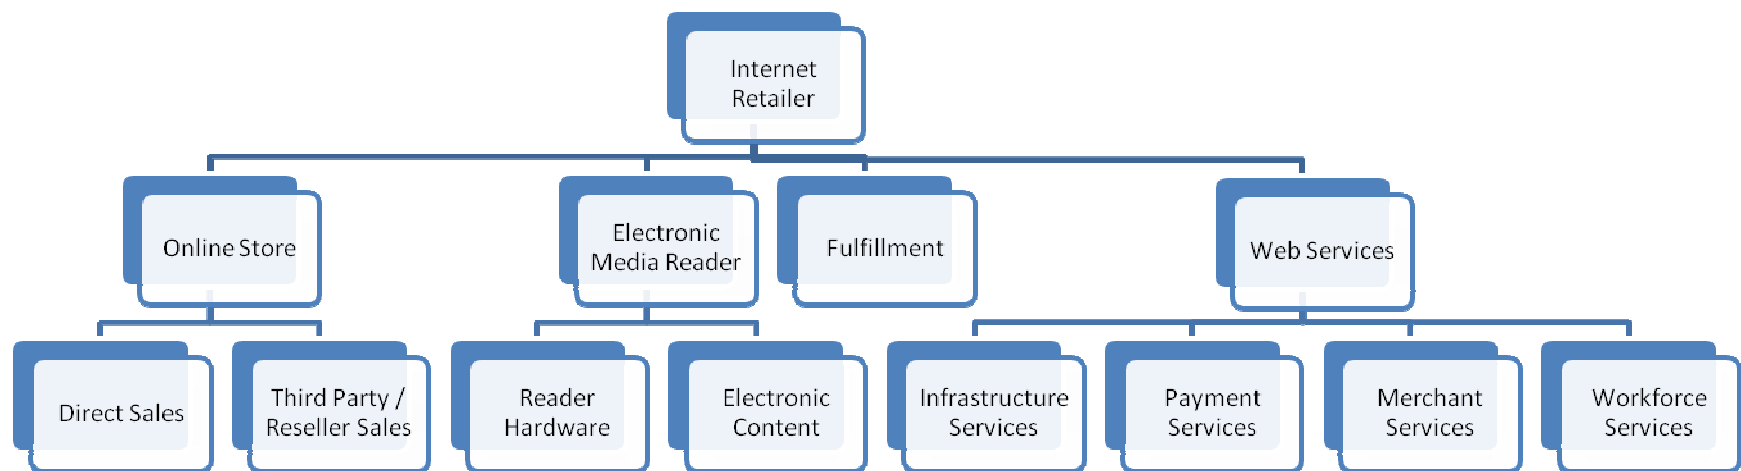 Internet
Retailer
Online Store
Electronic
Media Reader
Fulfillment
Web Services
Direct Sales
Third Party /
Reseller Sales
Reader
Hardware
Electronic
Content
Infrastructure
Services
Payment
Services
Merchant
Services
Workforce
Services